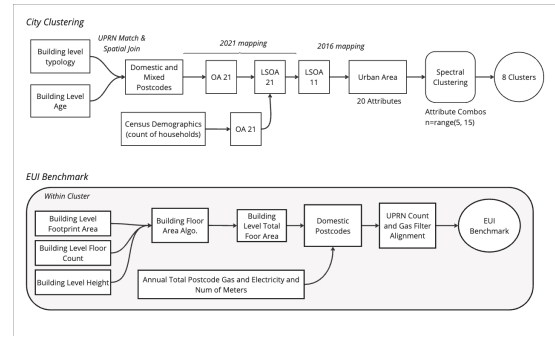 City Clustering
UPRN Match &
Spatial Join
2021 mapping
2016 mapping
Building level
typology
Building Level
Age
Domestic and
Mixed
Postcodes
OA 21
LSOA
21
LSOA
11
Urban Area
20 Attributes
Spectral
Clustering
Attribute Combos
n=range(5, 15)
8 Clusters
Census Demographics
(count of households)
OA 21
EUI Benchmark
Within Cluster
Building Level
Footprint Area
Building Level Floor
Count
Building Level Height
Building Floor
Area Algo.
Building
Level Total
Foor Area
Domestic
Postcodes
UPRN Count
and Gas Filter
Alignment
EUI
Benchmark
Annual Total Postcode Gas and Electricity and
Num of Meters